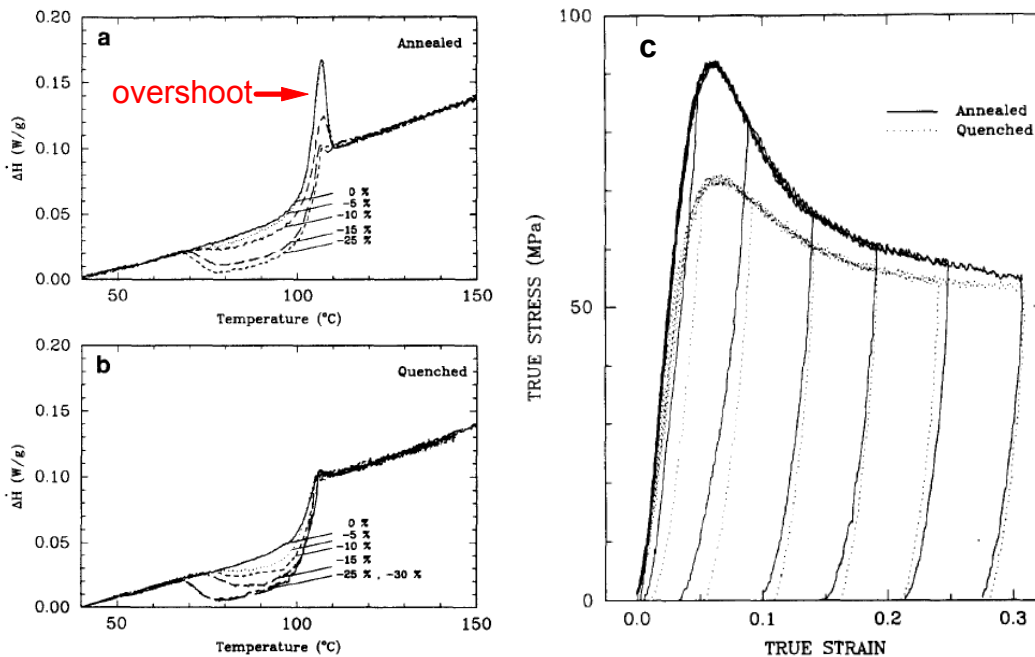 a
Annealed
overshoot
0 %
-5 %
-10 %
-15 %
-25 %
0.20
0.15
0.10
0.05
0.00
ΔḢ (W/g)
50
100
150
Temperature (°C)
b
Quenched
0 %
-5 %
-10 %
-15 %
-25 % , -30 %
0.20
0.15
0.10
0.05
0.00
ΔḢ (W/g)
50
100
150
Temperature (°C)
c
Annealed
Quenched
100
50
0
TRUE STRESS (MPa)
0.0
0.1
0.2
0.3
TRUE STRAIN